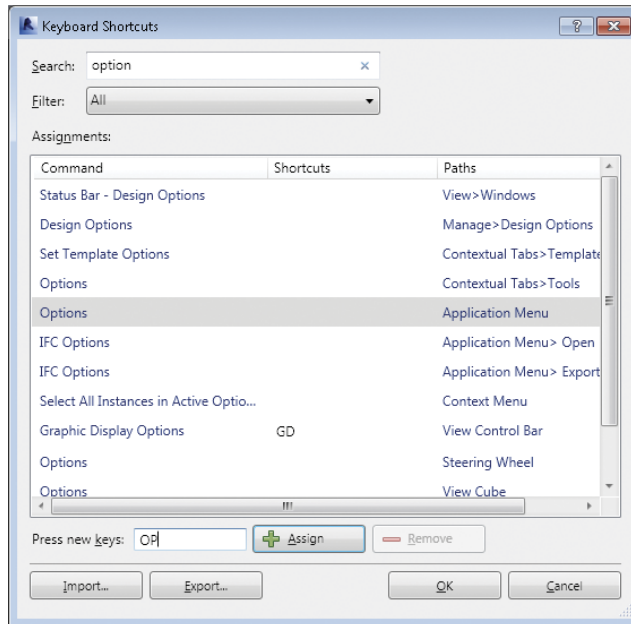 Keyboard Shortcuts
Search: option
Filter: All
Assignments:
Command Shortcuts Paths
Status Bar - Design Options View>Windows
Design Options Manage>Design Options
Set Template Options Contextual Tabs>Template
Options Contextual Tabs>Tools
Options Application Menu
IFC Options Application Menu> Open
IFC Options Application Menu> Export
Select All Instances in Active Optio... Context Menu
Graphic Display Options GD View Control Bar
Options Steering Wheel
Options View Cube
Press new keys: OP Assign Remove
Import... Export... OK Cancel